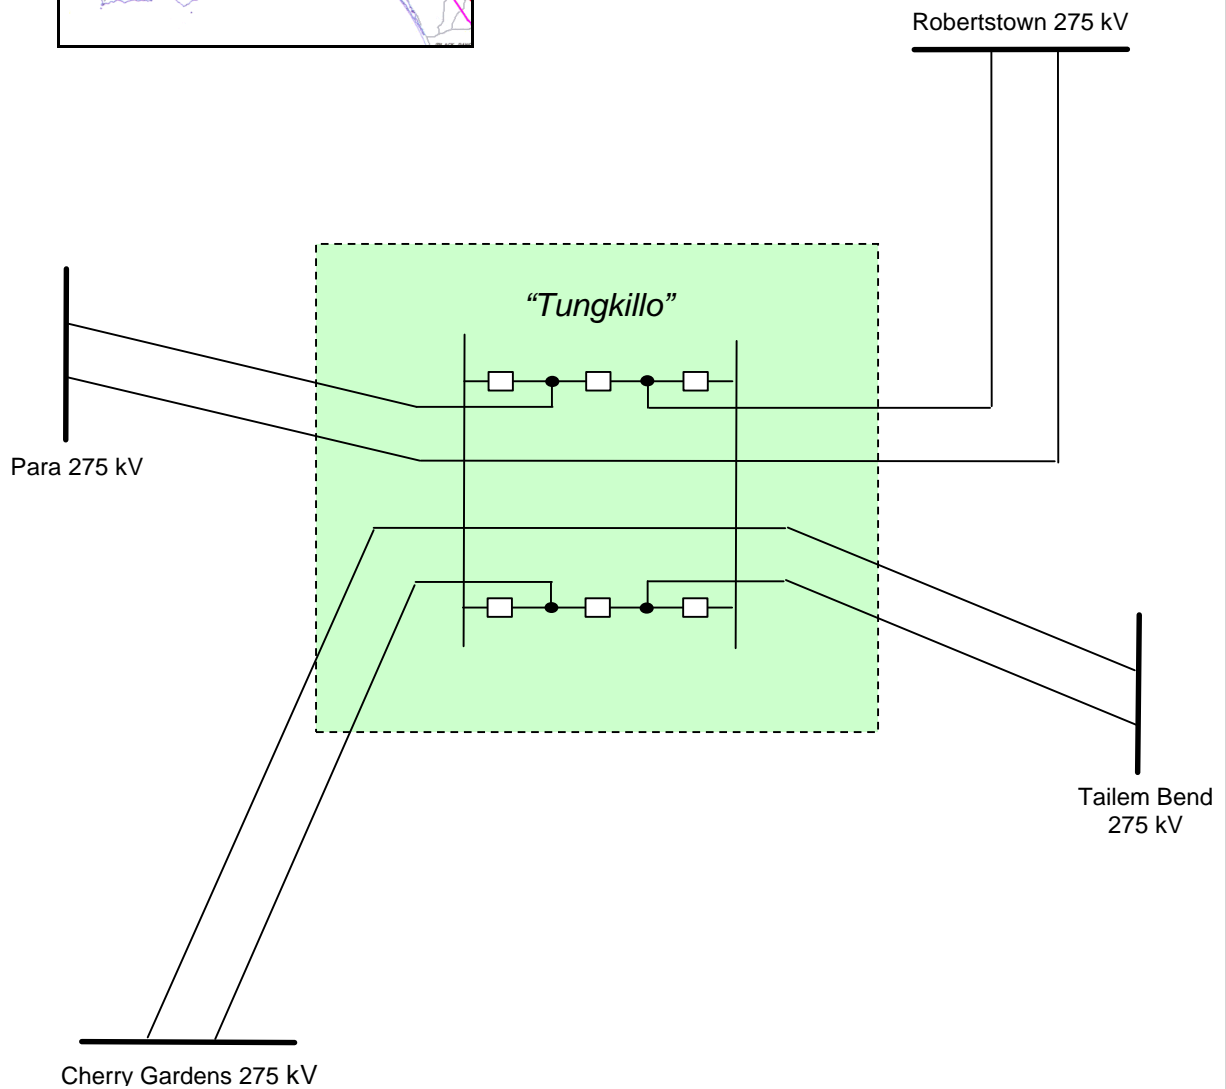 Robertstown 275 kV
“Tungkillo”
Para 275 kV
Tailem Bend
275 kV
Cherry Gardens 275 kV